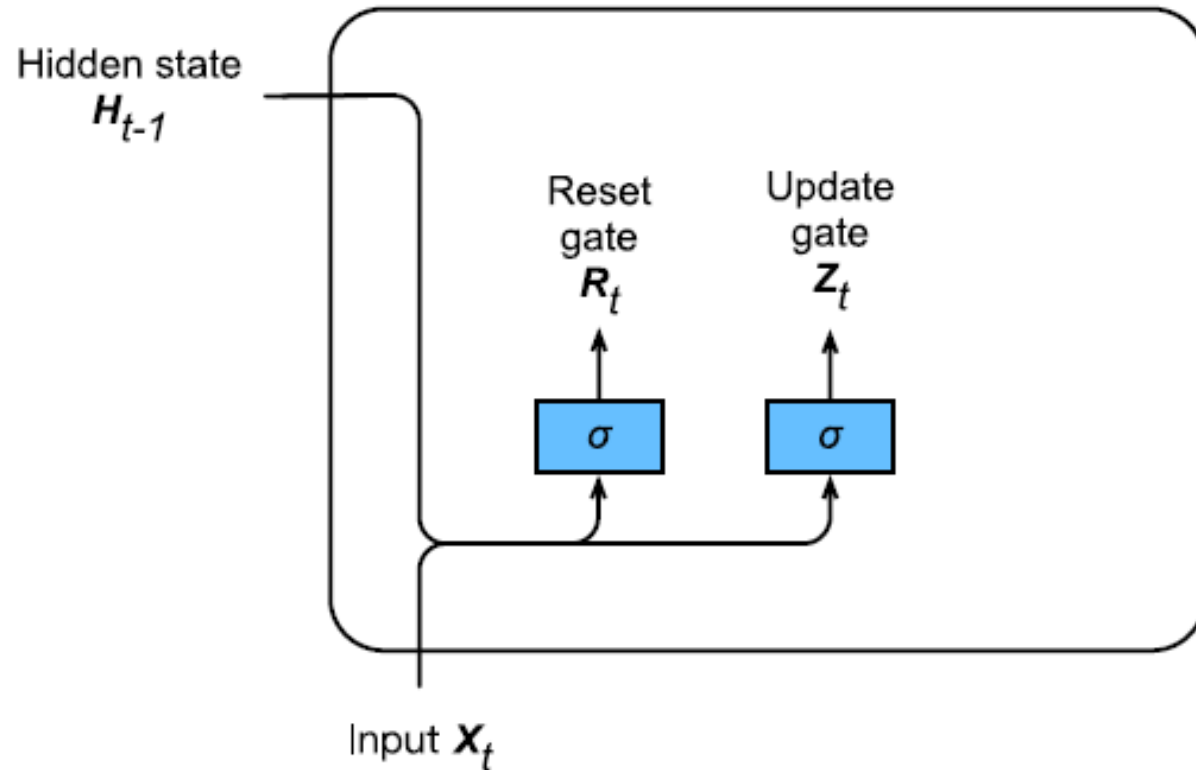 Hidden state
H_{t-1}
Reset
gate
R_t
Update
gate
Z_t
σ
σ
Input X_t